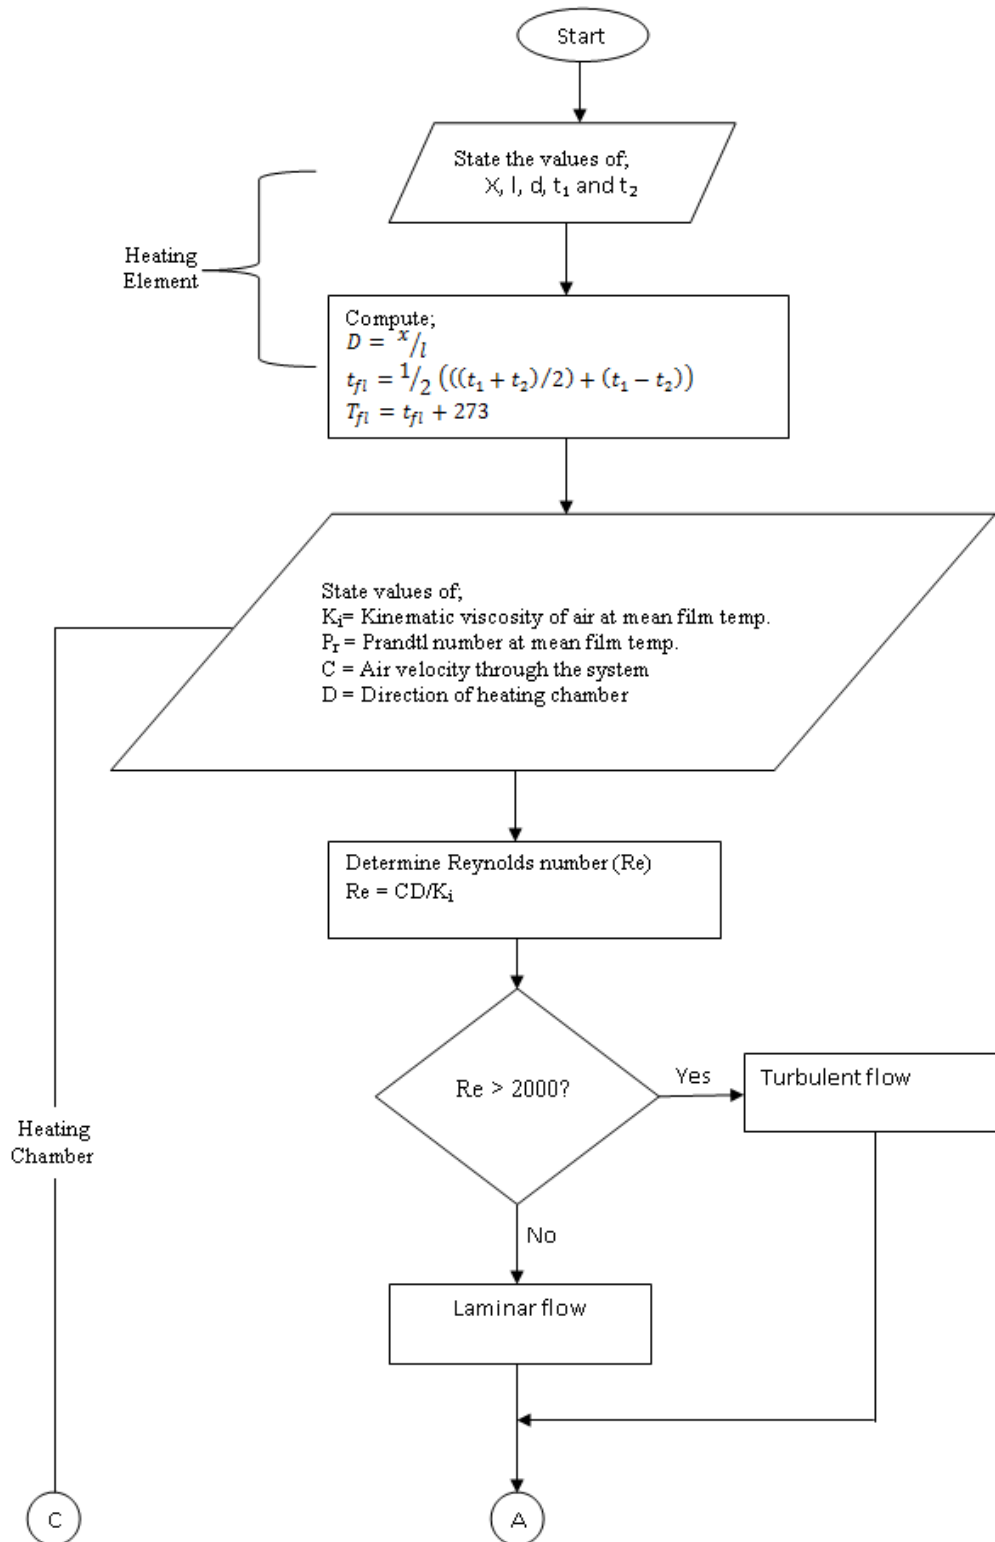 Start
State the values of;
X, l, d, t₁ and t₂
Heating
Element
Compute;
D = x/l
t_fl = 1/2 (((t₁ + t₂)/2) + (t₁ − t₂))
T_fl = t_fl + 273
State values of;
Kᵢ= Kinematic viscosity of air at mean film temp.
Pᵣ = Prandtl number at mean film temp.
C = Air velocity through the system
D = Direction of heating chamber
Determine Reynolds number (Re)
Re = CD/Kᵢ
Re > 2000?
Yes
Turbulent flow
Heating
Chamber
No
Laminar flow
C
A